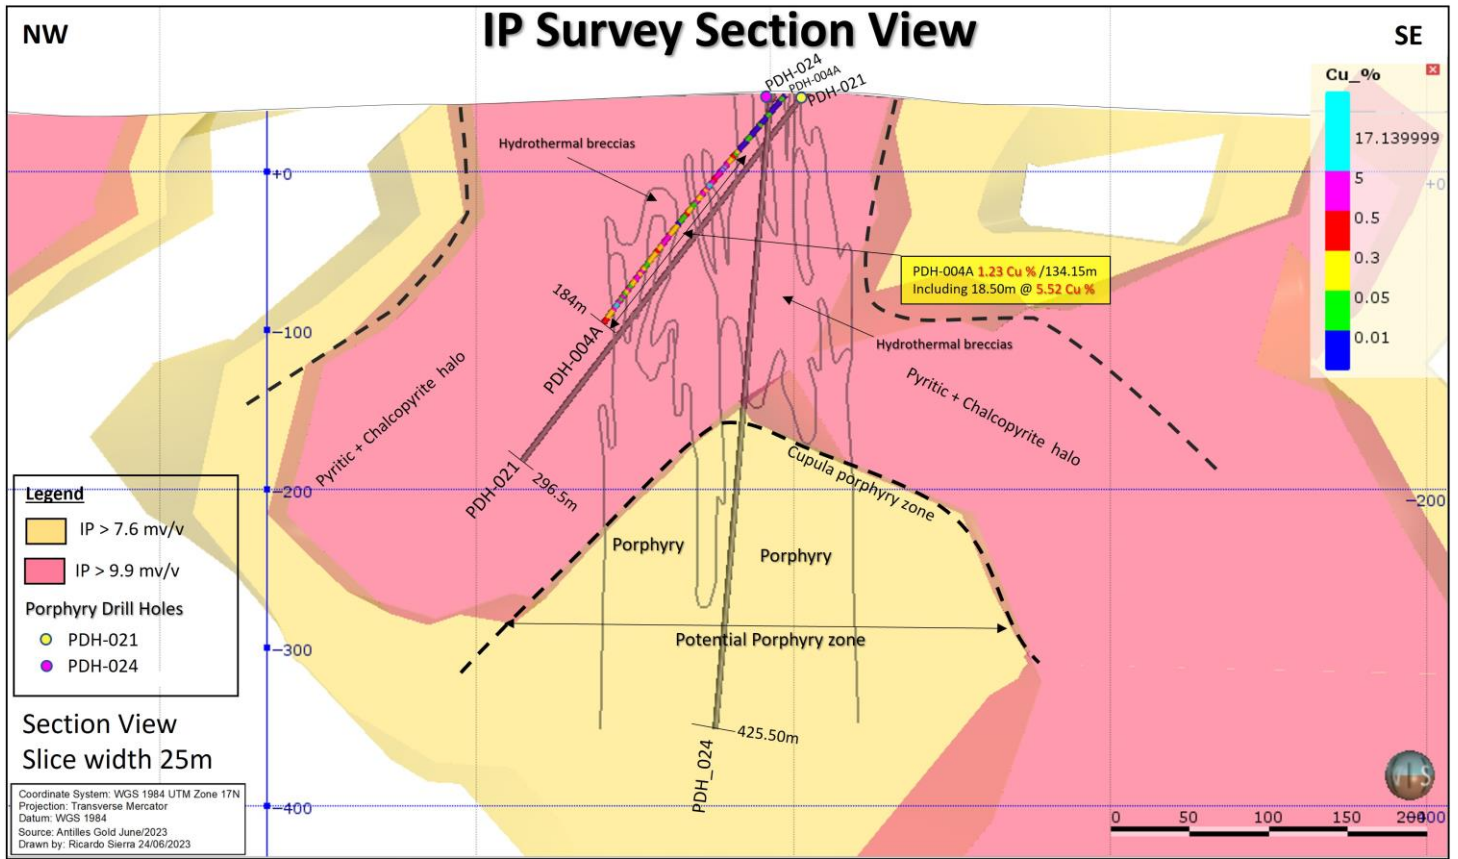 IP Survey Section View
NW
SE
PDH-024
PDH-004A
PDH-021
Cu_%
17.139999
5
0.5
0.3
0.05
0.01
Hydrothermal breccias
+0
+0
PDH-004A 1.23 Cu % /134.15m
Including 18.50m @ 5.52 Cu %
184m
−100
PDH-004A
Hydrothermal breccias
Pyritic + Chalcopyrite halo
Pyritic + Chalcopyrite halo
Cupula porphyry zone
PDH-021
296.5m
−200
−200
Legend
IP > 7.6 mv/v
IP > 9.9 mv/v
Porphyry Drill Holes
PDH-021
PDH-024
Porphyry
Porphyry
Potential Porphyry zone
−300
425.50m
PDH_024
Section View
Slice width 25m
−400
Coordinate System: WGS 1984 UTM Zone 17N
Projection: Transverse Mercator
Datum: WGS 1984
Source: Antilles Gold June/2023
Drawn by: Ricardo Sierra 24/06/2023
0 50 100 150 200